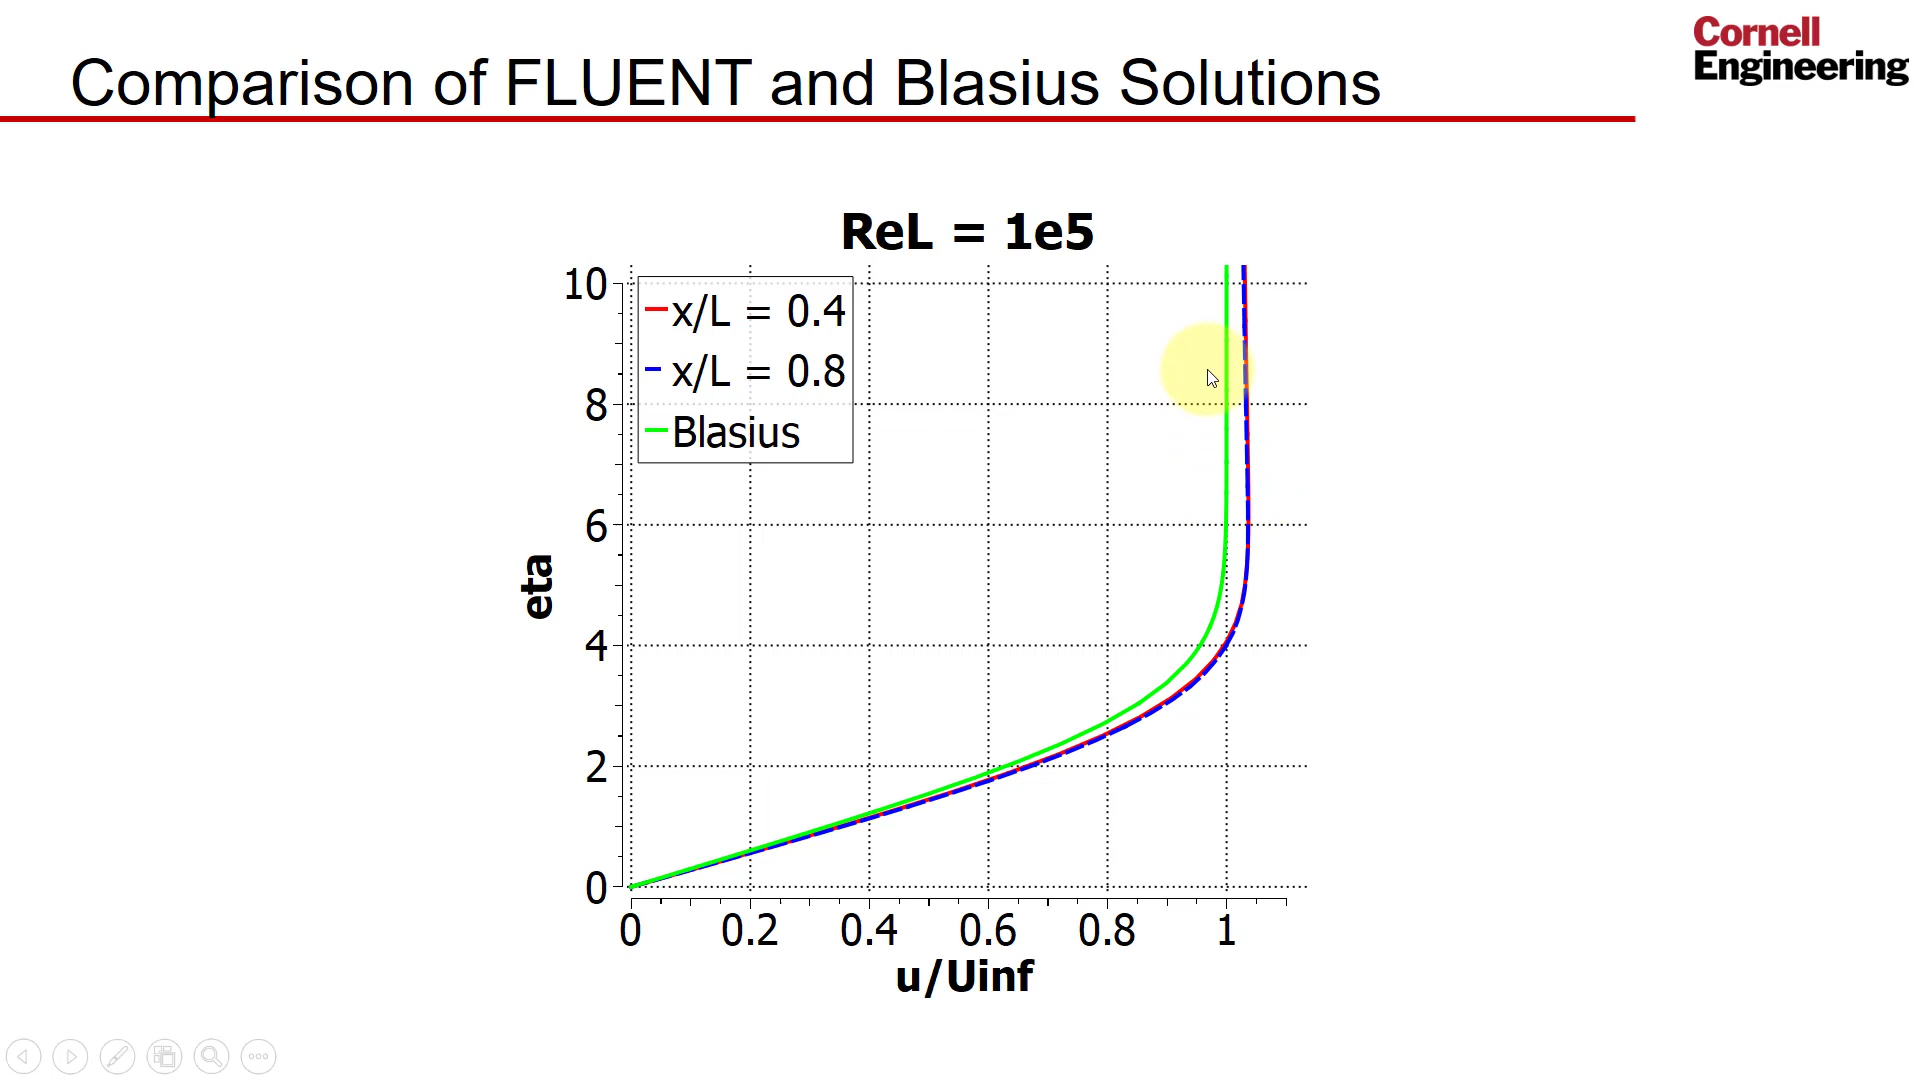 Comparison of FLUENT and Blasius Solutions
Cornell
Engineering
ReL = 1e5
10
8
6
4
2
0
x/L = 0.4
x/L = 0.8
Blasius
eta
0 0.2 0.4 0.6 0.8 1
u/Uinf